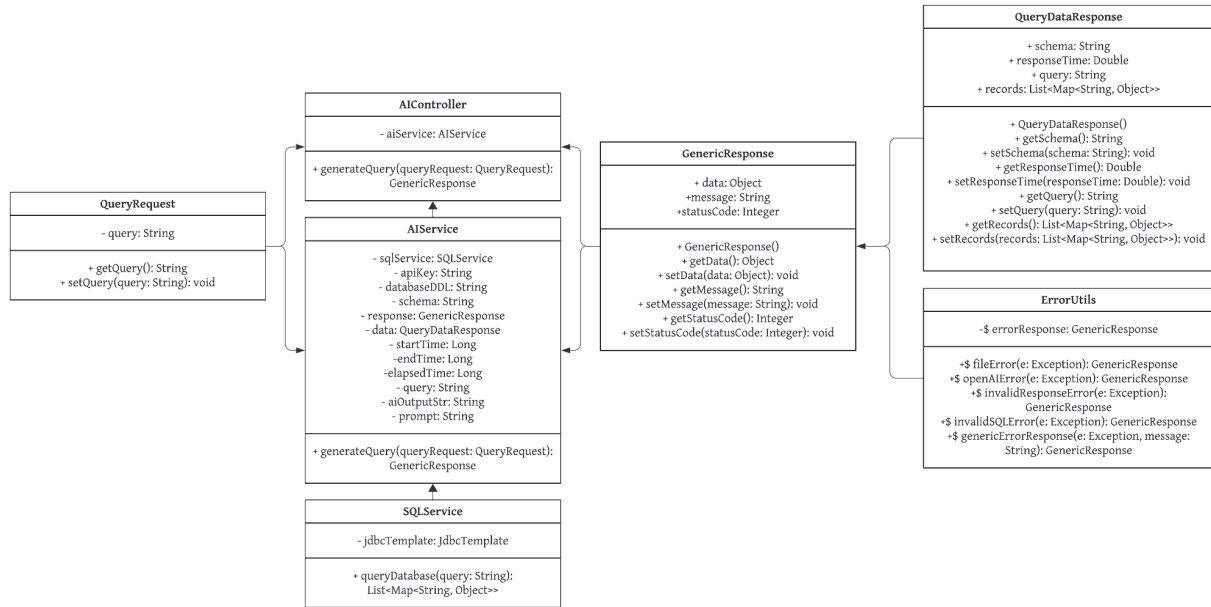 QueryRequest
- query: String
+ getQuery(): String
+ setQuery(query: String): void
AIController
- aiService: AIService
+ generateQuery(queryRequest: QueryRequest):
GenericResponse
AIService
- sqlService: SQLService
- apiKey: String
- databaseDDL: String
- schema: String
- response: GenericResponse
- data: QueryDataResponse
- startTime: Long
-endTime: Long
-elapsedTime: Long
- query: String
- aiOutputStr: String
- prompt: String
+ generateQuery(queryRequest: QueryRequest):
GenericResponse
SQLService
- jdbcTemplate: JdbcTemplate
+ queryDatabase(query: String):
List<Map<String, Object>>
GenericResponse
+ data: Object
+message: String
+statusCode: Integer
+ GenericResponse()
+ getData(): Object
+ setData(data: Object): void
+ getMessage(): String
+ setMessage(message: String): void
+ getStatusCode(): Integer
+ setStatusCode(statusCode: Integer): void
QueryDataResponse
+ schema: String
+ responseTime: Double
+ query: String
+ records: List<Map<String, Object>>
+ QueryDataResponse()
+ getSchema(): String
+ setSchema(schema: String): void
+ getResponseTime(): Double
+ setResponseTime(responseTime: Double): void
+ getQuery(): String
+ setQuery(query: String): void
+ getRecords(): List<Map<String, Object>>
+ setRecords(records: List<Map<String, Object>>): void
ErrorUtils
-$ errorResponse: GenericResponse
+$ fileError(e: Exception): GenericResponse
+$ openAIError(e: Exception): GenericResponse
+$ invalidResponseError(e: Exception):
GenericResponse
+$ invalidSQLError(e: Exception): GenericResponse
+$ genericErrorResponse(e: Exception, message:
String): GenericResponse